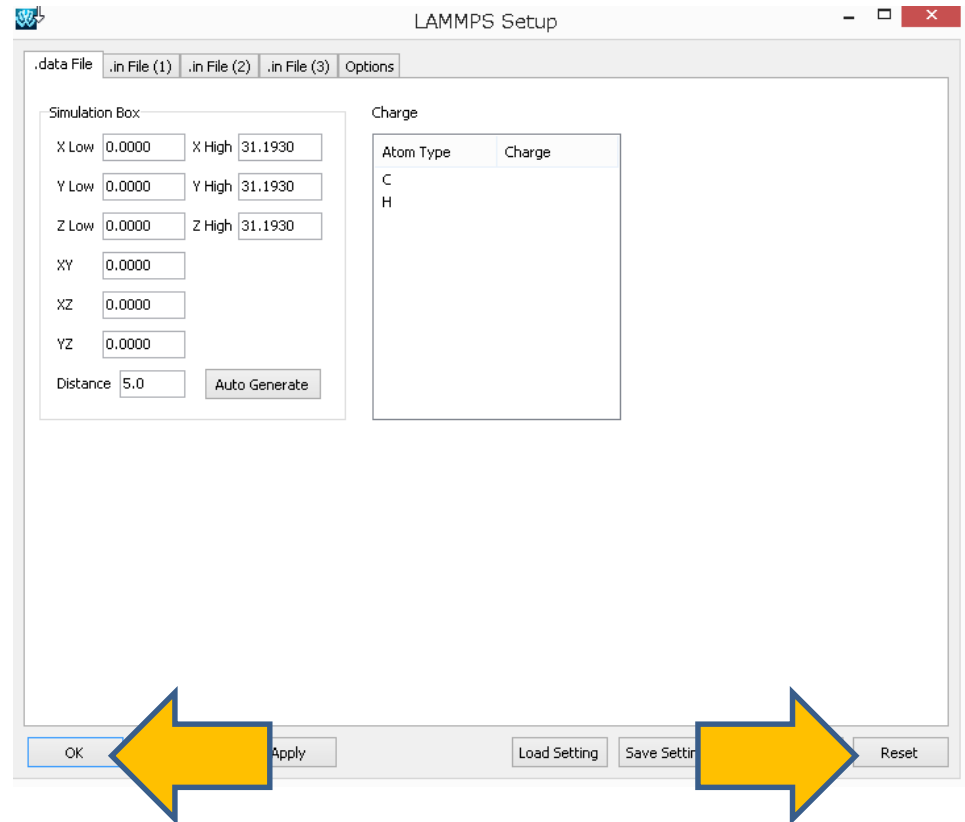 LAMMPS Setup
.data File .in File (1) .in File (2) .in File (3) Options
Simulation Box
X Low 0.0000 X High 31.1930
Y Low 0.0000 Y High 31.1930
Z Low 0.0000 Z High 31.1930
XY 0.0000
XZ 0.0000
YZ 0.0000
Distance 5.0 Auto Generate
Charge
Atom Type Charge
C
H
OK Apply Load Setting Save Reset